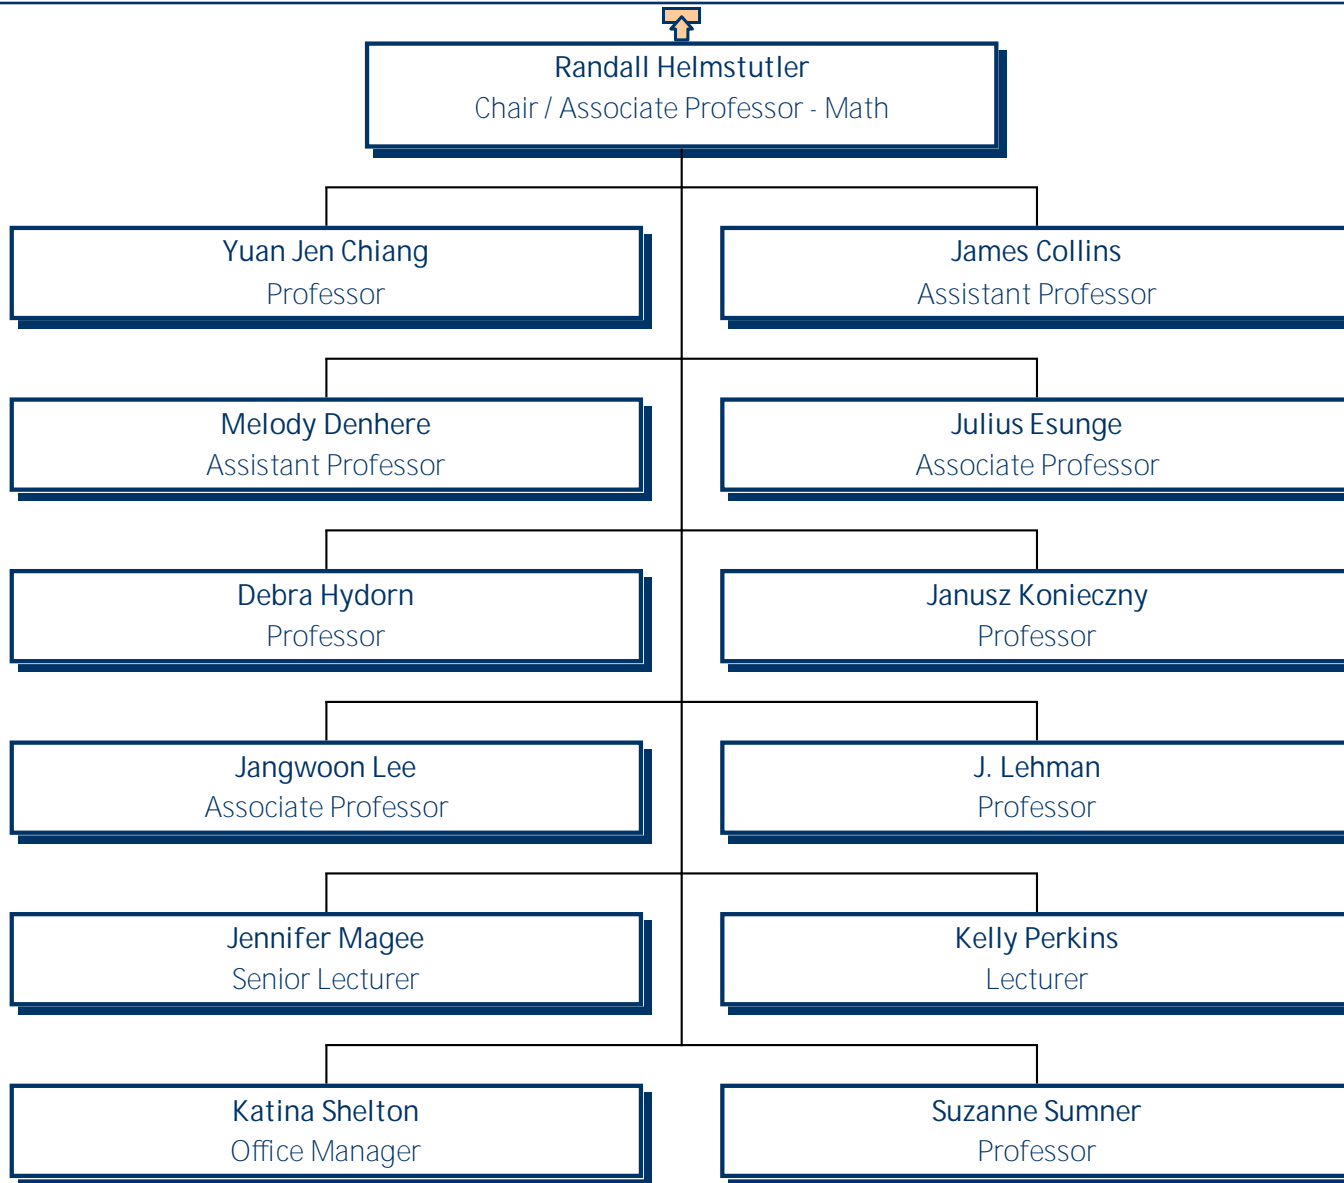 Randall Helmstutler
Chair / Associate Professor - Math
Yuan Jen Chiang
Professor
James Collins
Assistant Professor
Melody Denhere
Assistant Professor
Julius Esunge
Associate Professor
Debra Hydorn
Professor
Janusz Konieczny
Professor
Jangwoon Lee
Associate Professor
J. Lehman
Professor
Jennifer Magee
Senior Lecturer
Kelly Perkins
Lecturer
Katina Shelton
Office Manager
Suzanne Sumner
Professor